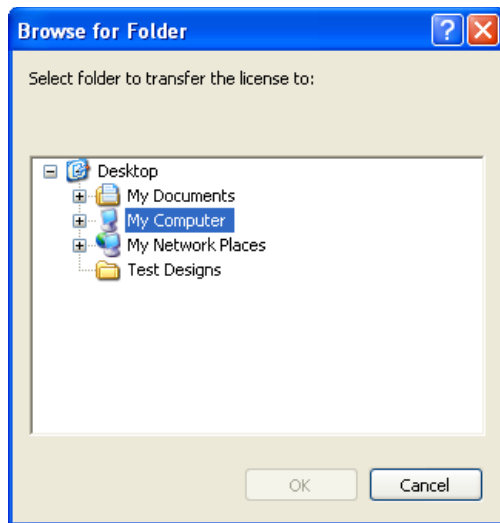 Browse for Folder
Select folder to transfer the license to:
Desktop
My Documents
My Computer
My Network Places
Test Designs
OK
Cancel